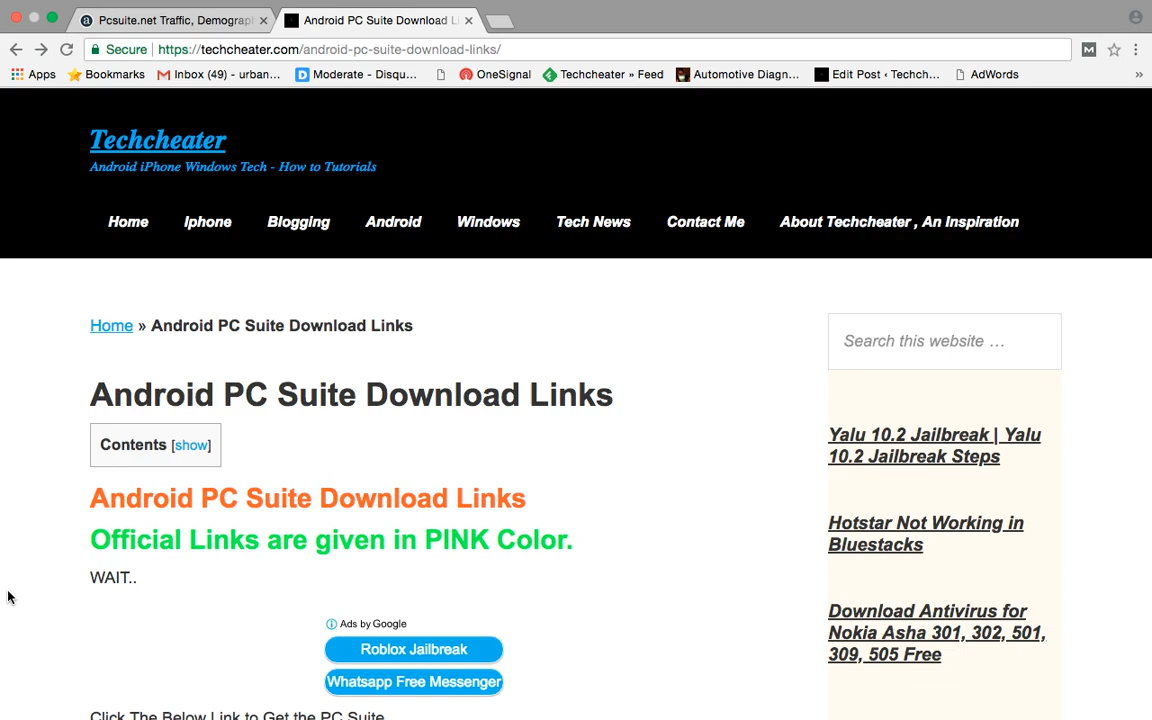 Pcsuite.net Traffic, Demograp
Android PC Suite Download L
Secure
https://techcheater.com/android-pc-suite-download-links/
Apps
Bookmarks
Inbox (49) - urban...
Moderate - Disqu...
OneSignal
Techcheater » Feed
Automotive Diagn...
Edit Post ‹ Techch...
AdWords
»
Techcheater
Android iPhone Windows Tech - How to Tutorials
Home
Iphone
Blogging
Android
Windows
Tech News
Contact Me
About Techcheater , An Inspiration
Home » Android PC Suite Download Links
Android PC Suite Download Links
Contents [show]
Android PC Suite Download Links
Official Links are given in PINK Color.
WAIT..
Ads by Google
Roblox Jailbreak
Whatsapp Free Messenger
Click The Below Link to Get the PC Suite
Search this website …
Yalu 10.2 Jailbreak | Yalu
10.2 Jailbreak Steps
Hotstar Not Working in
Bluestacks
Download Antivirus for
Nokia Asha 301, 302, 501,
309, 505 Free